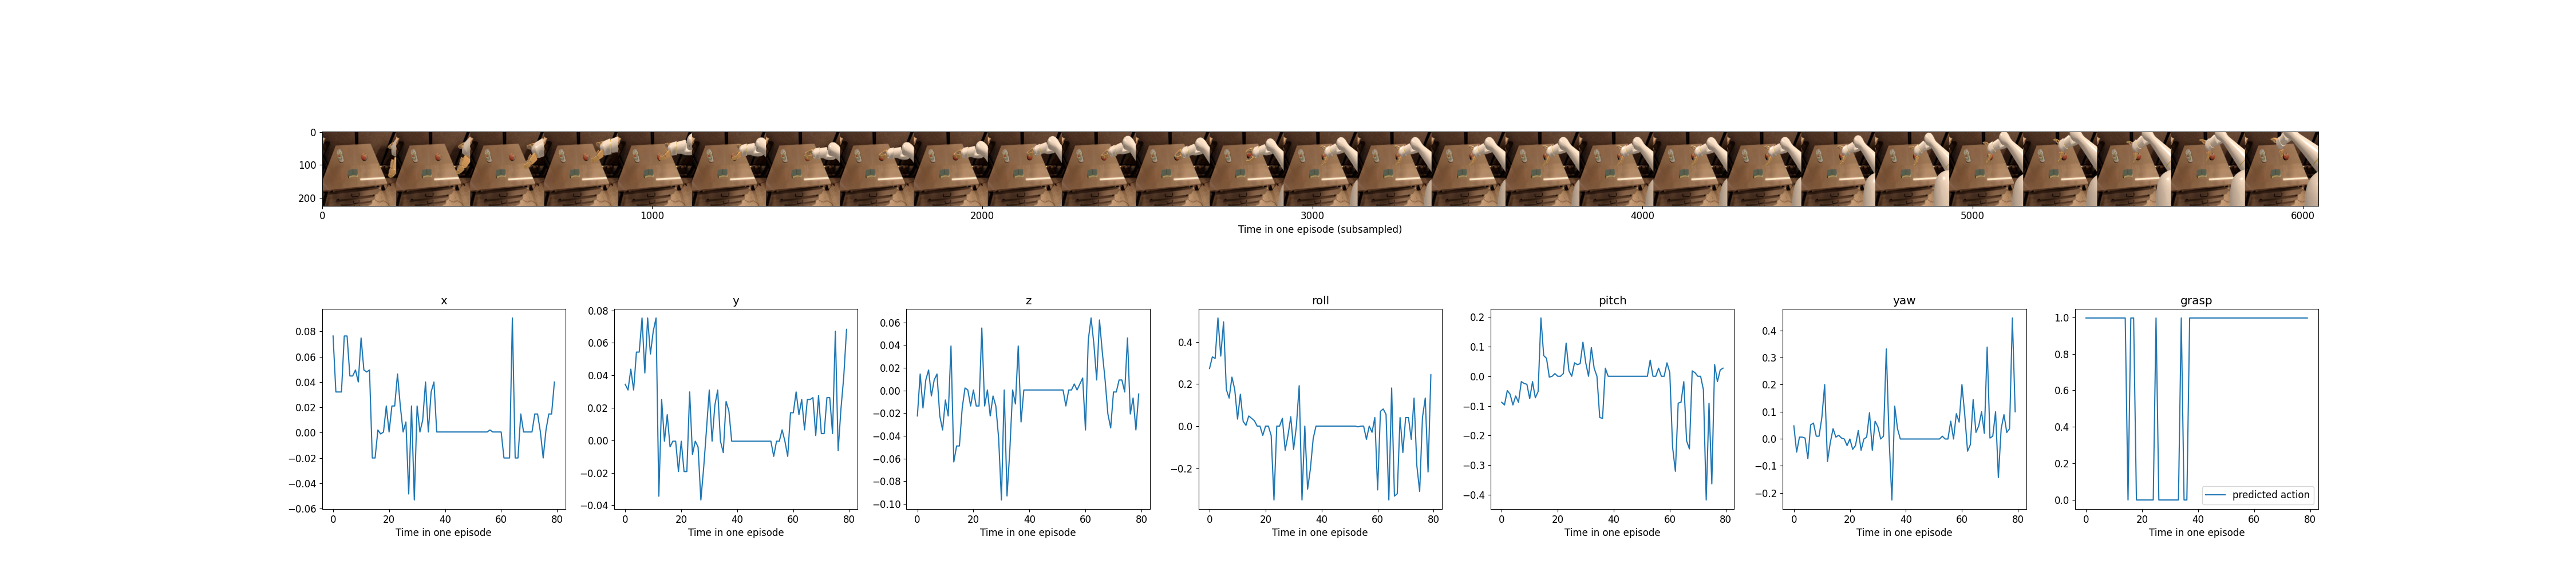 0
100
200
0 1000 2000 3000 4000 5000 6000
Time in one episode (subsampled)
x y z roll pitch yaw grasp
0.08
0.06
0.04
0.02
0.00
−0.02
−0.04
−0.06
0 20 40 60 80
Time in one episode
0.08
0.06
0.04
0.02
0.00
−0.02
−0.04
0 20 40 60 80
Time in one episode
0.06
0.04
0.02
0.00
−0.02
−0.04
−0.06
−0.08
−0.10
0 20 40 60 80
Time in one episode
0.4
0.2
0.0
−0.2
0 20 40 60 80
Time in one episode
0.2
0.1
0.0
−0.1
−0.2
−0.3
−0.4
0 20 40 60 80
Time in one episode
0.4
0.3
0.2
0.1
0.0
−0.1
−0.2
0 20 40 60 80
Time in one episode
1.0
0.8
0.6
0.4
0.2
0.0
predicted action
0 20 40 60 80
Time in one episode